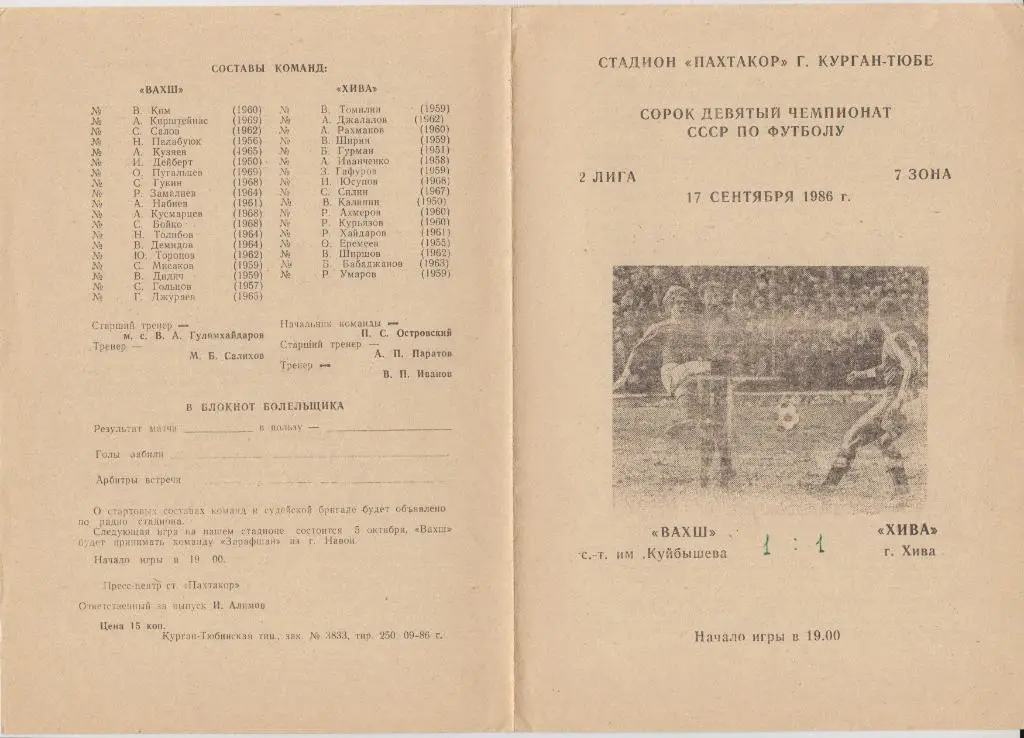 СОСТАВЫ КОМАНД:
«ВАХШ» «ХИВА»
№ В. Ким (1960) № В. Томилин (1959)
№ А. Кирштейнас (1969) № А. Джалалов (1962)
№ С. Салов (1962) № А. Рахмаков (1960)
№ Н. Палабуюк (1956) № В. Ширин (1959)
№ А. Кузяев (1965) № Б. Гурман (1951)
№ И. Дейберт (1950) № А. Иванченко (1958)
№ О. Пугальцев (1969) № З. Гафуров (1959)
№ С. Гукин (1968) № Н. Юсупов (1968)
№ Р. Замалиев (1964) № С. Силин (1967)
№ А. Набиев (1961) № В. Калинин (1950)
№ А. Кусмарцев (1968) № Р. Ахмеров (1960)
№ С. Бойко (1968) № Р. Курьязов (1960)
№ Н. Толибов (1964) № Р. Хайдаров (1961)
№ В. Демидов (1964) № О. Еремеев (1955)
№ Ю. Торопов (1962) № В. Ширшов (1962)
№ С. Мисаков (1959) № Б. Бабаджанов (1963)
№ В. Диляч (1959) № Р. Умаров (1959)
№ С. Гольцов (1957)
№ Г. Джураев (1965)
Старший тренер —
м. с. В. А. Гулямхайдаров
Тренер —
М. Б. Салихов
Начальник команды —
П. С. Островский
Старший тренер —
А. П. Паратов
Тренер —
В. П. Иванов
В БЛОКНОТ БОЛЕЛЬЩИКА
Результат матча в пользу —
Голы забили
Арбитры встречи
О стартовых составах команд и судейской бригаде будет объявлено
по радио стадиона.
Следующая игра на нашем стадионе состоится 5 октября, «Вахш»
будет принимать команду «Зарафшан» из г. Навои.
Начало игры в 19 00.
Пресс-центр ст. «Пахтакор»
Ответственный за выпуск И. Алимов
Цена 15 коп.
Курган-Тюбинская тип., зак. № 3833, тир. 250 09-86 г.
СТАДИОН «ПАХТАКОР» Г. КУРГАН-ТЮБЕ
СОРОК ДЕВЯТЫЙ ЧЕМПИОНАТ
СССР ПО ФУТБОЛУ
2 ЛИГА 7 ЗОНА
17 СЕНТЯБРЯ 1986 г.
«ВАХШ» 1 : 1 «ХИВА»
с.-т. им .Куйбышева г. Хива
Начало игры в 19.00